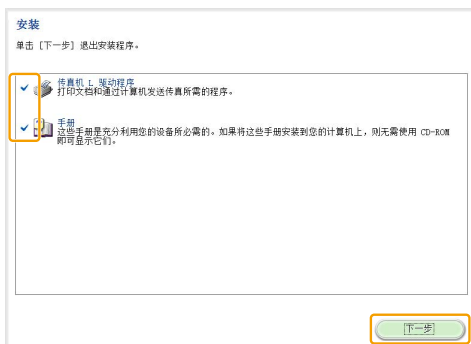 安装
单击 [下一步] 退出安装程序。
传真机 L 驱动程序
打印文档和通过计算机发送传真所需的程序。
手册
这些手册是充分利用您的设备所必需的。如果将这些手册安装到您的计算机上，则无需使用 CD-ROM
即可显示它们。
下一步